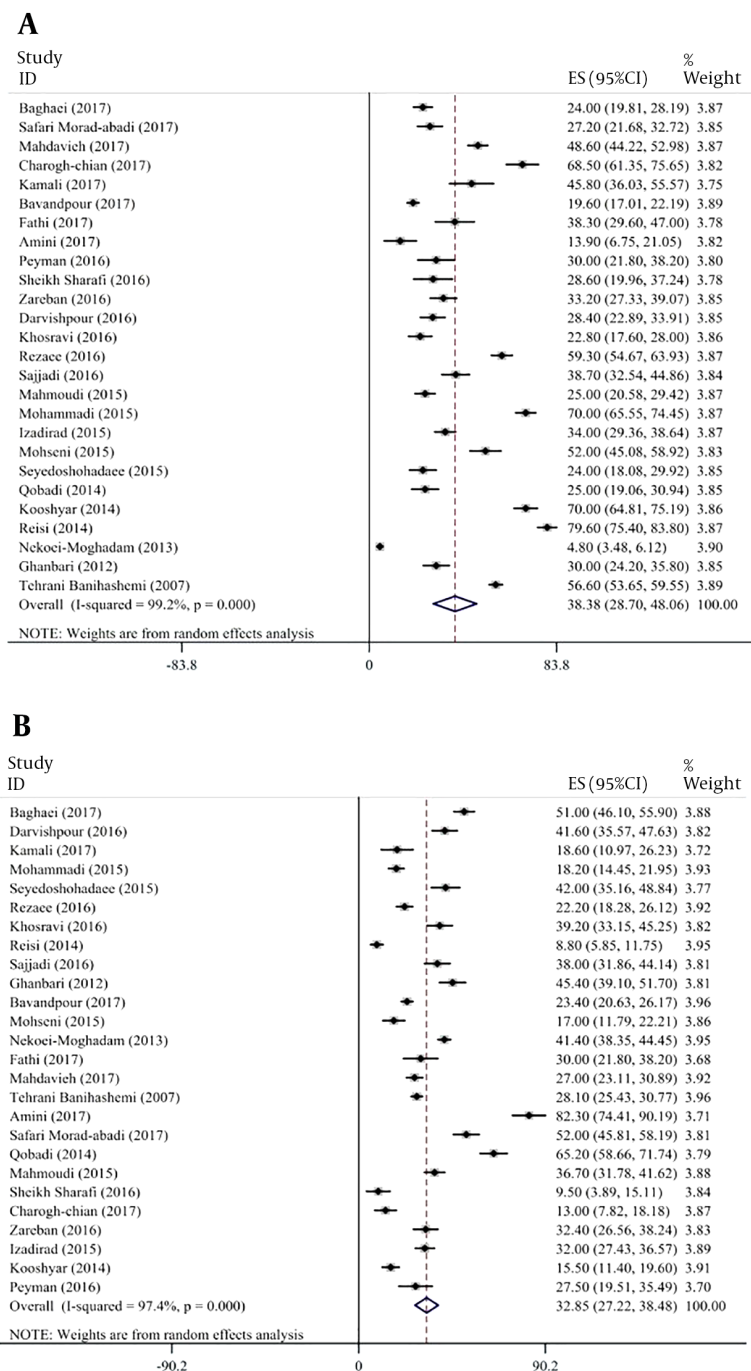 A
Study
ID
ES (95%CI)
%
Weight
Baghaei (2017) 24.00 (19.81, 28.19) 3.87
Safari Morad-abadi (2017) 27.20 (21.68, 32.72) 3.85
Mahdavieh (2017) 48.60 (44.22, 52.98) 3.87
Charogh-chian (2017) 68.50 (61.35, 75.65) 3.82
Kamali (2017) 45.80 (36.03, 55.57) 3.75
Bavandpour (2017) 19.60 (17.01, 22.19) 3.89
Fathi (2017) 38.30 (29.60, 47.00) 3.78
Amini (2017) 13.90 (6.75, 21.05) 3.82
Peyman (2016) 30.00 (21.80, 38.20) 3.80
Sheikh Sharafi (2016) 28.60 (19.96, 37.24) 3.78
Zareban (2016) 33.20 (27.33, 39.07) 3.85
Darvishpour (2016) 28.40 (22.89, 33.91) 3.85
Khosravi (2016) 22.80 (17.60, 28.00) 3.86
Rezaee (2016) 59.30 (54.67, 63.93) 3.87
Sajjadi (2016) 38.70 (32.54, 44.86) 3.84
Mahmoudi (2015) 25.00 (20.58, 29.42) 3.87
Mohammadi (2015) 70.00 (65.55, 74.45) 3.87
Izadirad (2015) 34.00 (29.36, 38.64) 3.87
Mohseni (2015) 52.00 (45.08, 58.92) 3.83
Seyedoshohadaee (2015) 24.00 (18.08, 29.92) 3.85
Qobadi (2014) 25.00 (19.06, 30.94) 3.85
Kooshyar (2014) 70.00 (64.81, 75.19) 3.86
Reisi (2014) 79.60 (75.40, 83.80) 3.87
Nekoei-Moghadam (2013) 4.80 (3.48, 6.12) 3.90
Ghanbari (2012) 30.00 (24.20, 35.80) 3.85
Tehrani Banihashemi (2007) 56.60 (53.65, 59.55) 3.89
Overall (I-squared = 99.2%, p = 0.000) 38.38 (28.70, 48.06) 100.00
NOTE: Weights are from random effects analysis
-83.8 0 83.8
B
Study
ID
ES (95%CI)
%
Weight
Baghaei (2017) 51.00 (46.10, 55.90) 3.88
Darvishpour (2016) 41.60 (35.57, 47.63) 3.82
Kamali (2017) 18.60 (10.97, 26.23) 3.72
Mohammadi (2015) 18.20 (14.45, 21.95) 3.93
Seyedoshohadaee (2015) 42.00 (35.16, 48.84) 3.77
Rezaee (2016) 22.20 (18.28, 26.12) 3.92
Khosravi (2016) 39.20 (33.15, 45.25) 3.82
Reisi (2014) 8.80 (5.85, 11.75) 3.95
Sajjadi (2016) 38.00 (31.86, 44.14) 3.81
Ghanbari (2012) 45.40 (39.10, 51.70) 3.81
Bavandpour (2017) 23.40 (20.63, 26.17) 3.96
Mohseni (2015) 17.00 (11.79, 22.21) 3.86
Nekoei-Moghadam (2013) 41.40 (38.35, 44.45) 3.95
Fathi (2017) 30.00 (21.80, 38.20) 3.68
Mahdavieh (2017) 27.00 (23.11, 30.89) 3.92
Tehrani Banihashemi (2007) 28.10 (25.43, 30.77) 3.96
Amini (2017) 82.30 (74.41, 90.19) 3.71
Safari Morad-abadi (2017) 52.00 (45.81, 58.19) 3.81
Qobadi (2014) 65.20 (58.66, 71.74) 3.79
Mahmoudi (2015) 36.70 (31.78, 41.62) 3.88
Sheikh Sharafi (2016) 9.50 (3.89, 15.11) 3.84
Charogh-chian (2017) 13.00 (7.82, 18.18) 3.87
Zareban (2016) 32.40 (26.56, 38.24) 3.83
Izadirad (2015) 32.00 (27.43, 36.57) 3.89
Kooshyar (2014) 15.50 (11.40, 19.60) 3.91
Peyman (2016) 27.50 (19.51, 35.49) 3.70
Overall (I-squared = 97.4%, p = 0.000) 32.85 (27.22, 38.48) 100.00
NOTE: Weights are from random effects analysis
-90.2 0 90.2